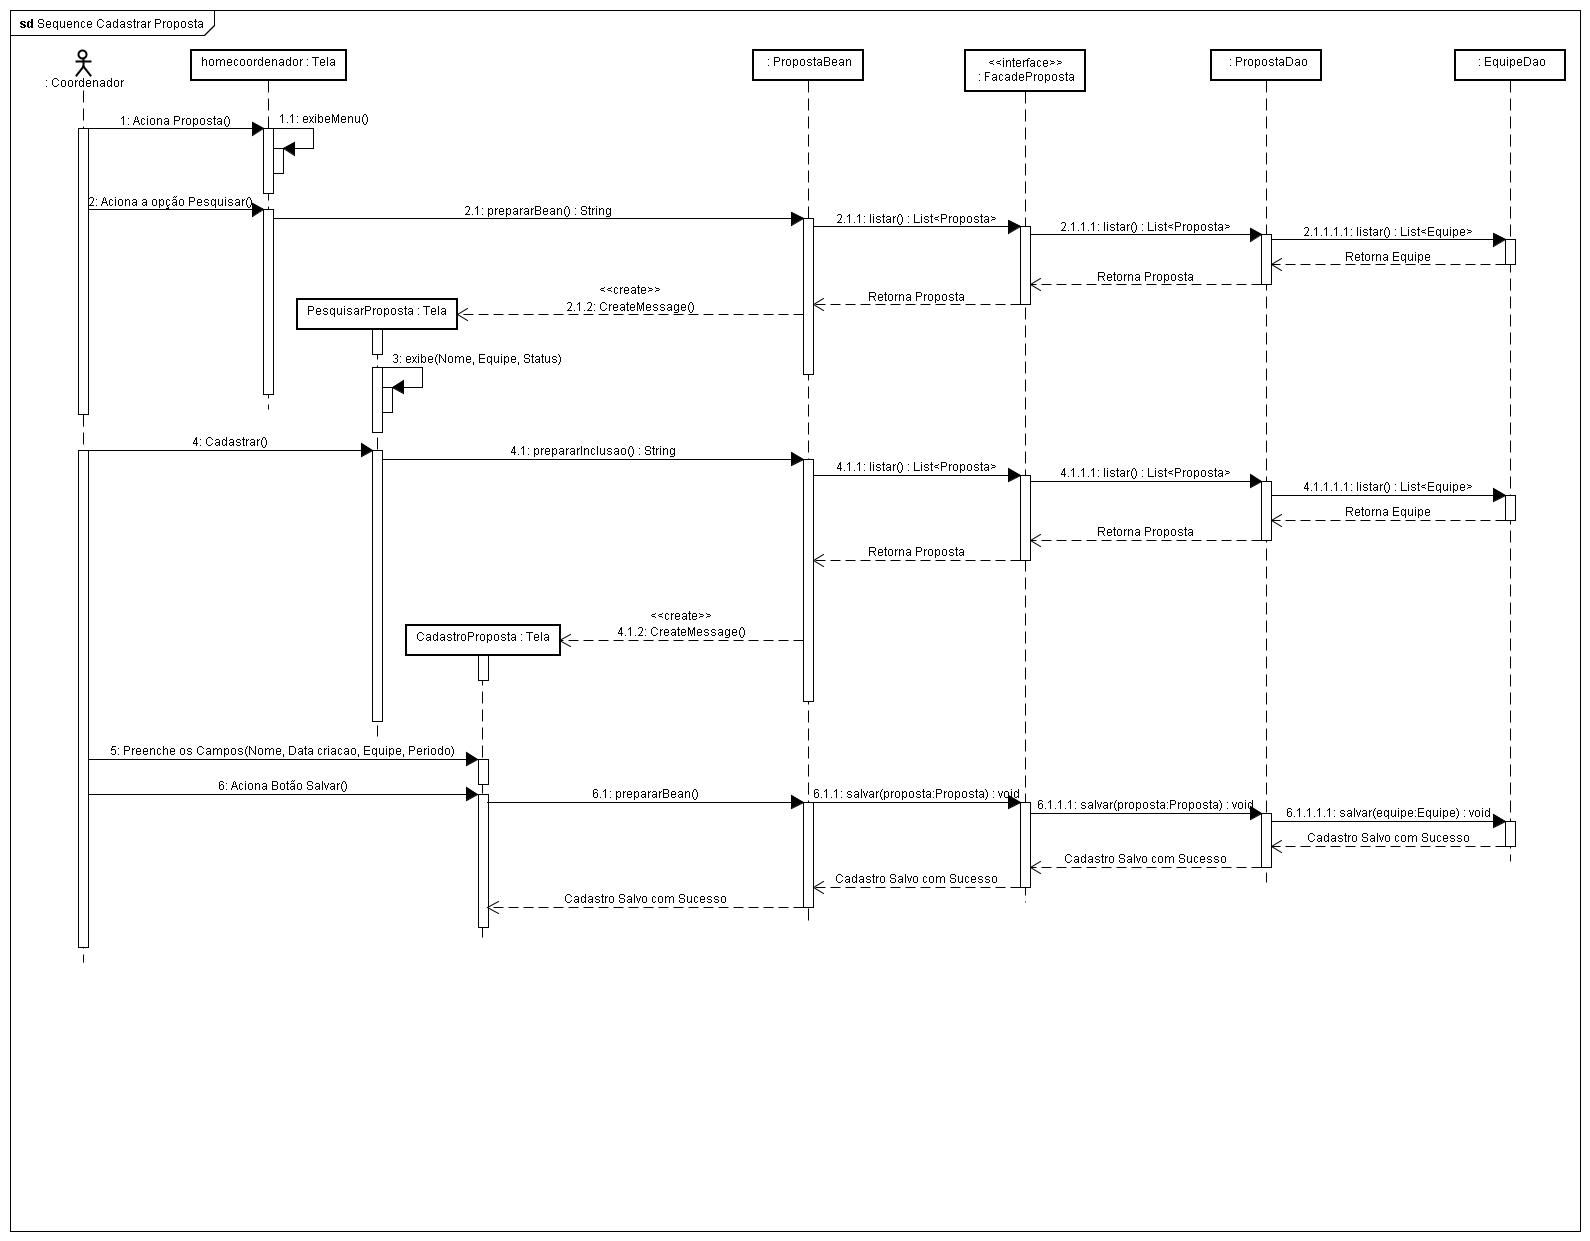 sd Sequence Cadastrar Proposta
: Coordenador
homecoordenador : Tela
: PropostaBean
<<interface>>
: FacadeProposta
: PropostaDao
: EquipeDao
1: Aciona Proposta()
1.1: exibeMenu()
2: Aciona a opção Pesquisar()
2.1: prepararBean() : String
2.1.1: listar() : List<Proposta>
2.1.1.1: listar() : List<Proposta>
2.1.1.1.1: listar() : List<Equipe>
Retorna Equipe
Retorna Proposta
Retorna Proposta
<<create>>
2.1.2: CreateMessage()
PesquisarProposta : Tela
3: exibe(Nome, Equipe, Status)
4: Cadastrar()
4.1: prepararInclusao() : String
4.1.1: listar() : List<Proposta>
4.1.1.1: listar() : List<Proposta>
4.1.1.1.1: listar() : List<Equipe>
Retorna Equipe
Retorna Proposta
Retorna Proposta
<<create>>
4.1.2: CreateMessage()
CadastroProposta : Tela
5: Preenche os Campos(Nome, Data criacao, Equipe, Periodo)
6: Aciona Botão Salvar()
6.1: prepararBean()
6.1.1: salvar(proposta:Proposta) : void
6.1.1.1: salvar(proposta:Proposta) : void
6.1.1.1.1: salvar(equipe:Equipe) : void
Cadastro Salvo com Sucesso
Cadastro Salvo com Sucesso
Cadastro Salvo com Sucesso
Cadastro Salvo com Sucesso